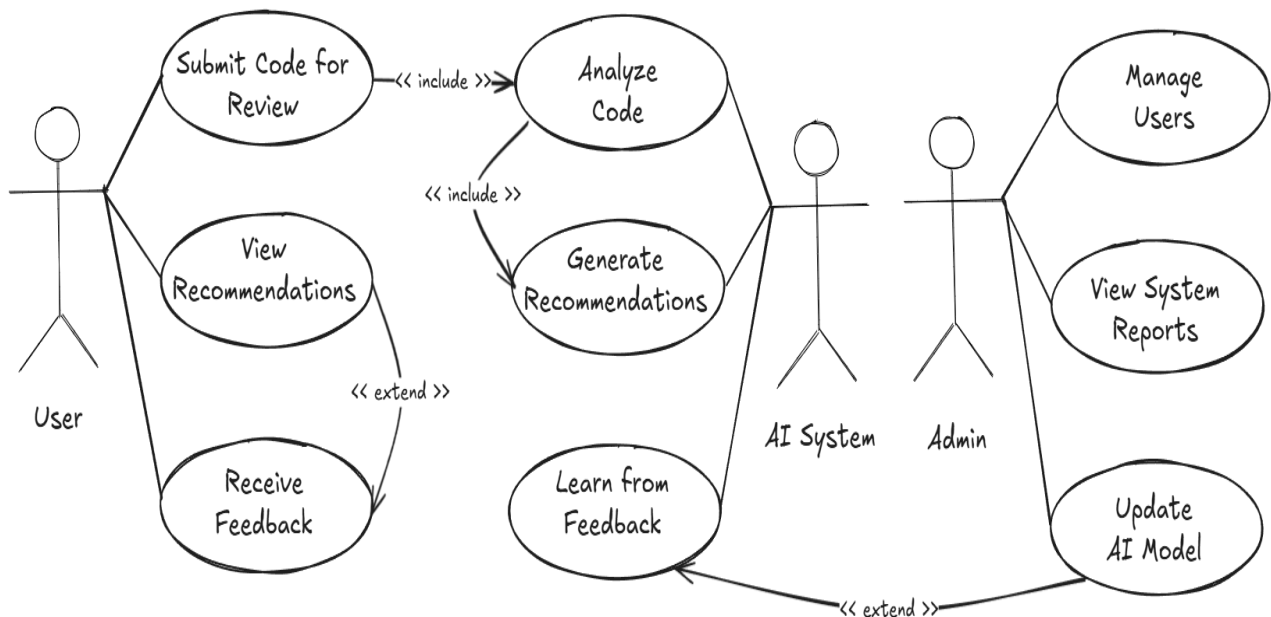 Submit Code for
Review
<< include >>
Analyze
Code
Manage
Users
<< include >>
View
Recommendations
Generate
Recommendations
View System
Reports
<< extend >>
User
AI System
Admin
Receive
Feedback
Learn from
Feedback
Update
AI Model
<< extend >>